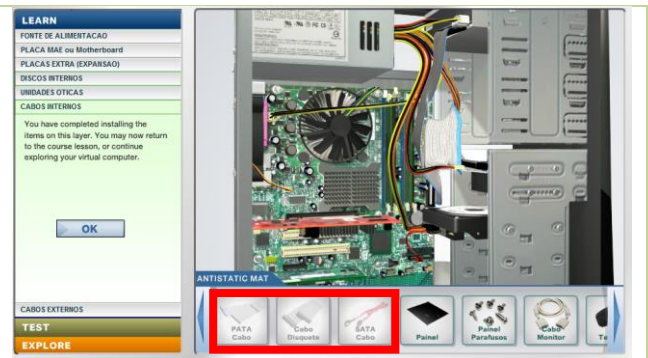 LEARN
FONTE DE ALIMENTACAO
PLACA MAE ou Motherboard
PLACAS EXTRA (EXPANSAO)
DISCOS INTERNOS
UNIDADES OTICAS
CABOS INTERNOS
You have completed installing the
items on this layer. You may now return
to the course lesson, or continue
exploring your virtual computer.
OK
CABOS EXTERNOS
TEST
EXPLORE
ANTISTATIC MAT
PATA
Cabo
Cabo
Disquete
SATA
Cabo
Painel
Painel
Parafusos
Cabo
Monitor